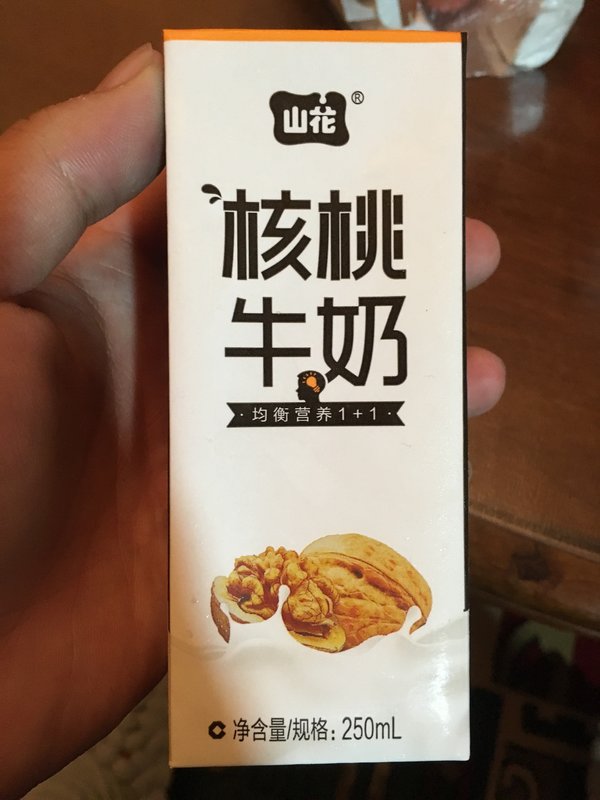 山花®
核桃
牛奶
·均衡营养1+1·
净含量/规格：250mL